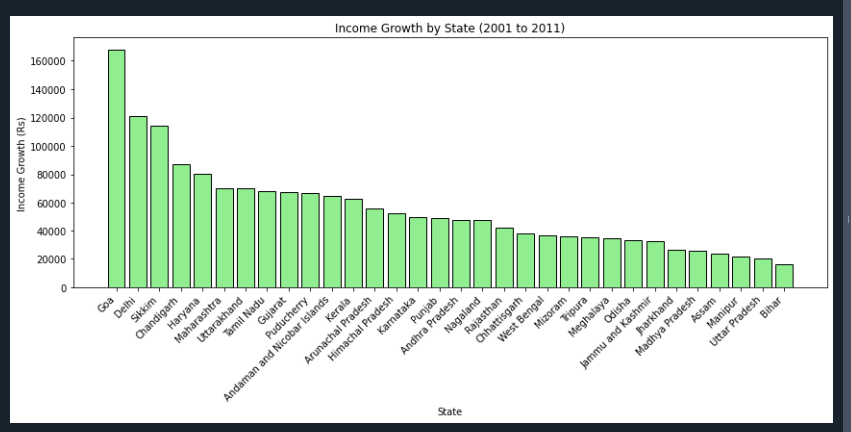 Income Growth by State (2001 to 2011)
Income Growth (Rs)
160000
140000
120000
100000
80000
60000
40000
20000
0
Goa
Delhi
Sikkim
Chandigarh
Haryana
Maharashtra
Uttarakhand
Tamil Nadu
Gujarat
Puducherry
Andaman and Nicobar Islands
Kerala
Arunachal Pradesh
Himachal Pradesh
Karnataka
Punjab
Andhra Pradesh
Nagaland
Rajasthan
Chhattisgarh
West Bengal
Mizoram
Tripura
Meghalaya
Odisha
Jammu and Kashmir
Jharkhand
Madhya Pradesh
Assam
Manipur
Uttar Pradesh
Bihar
State